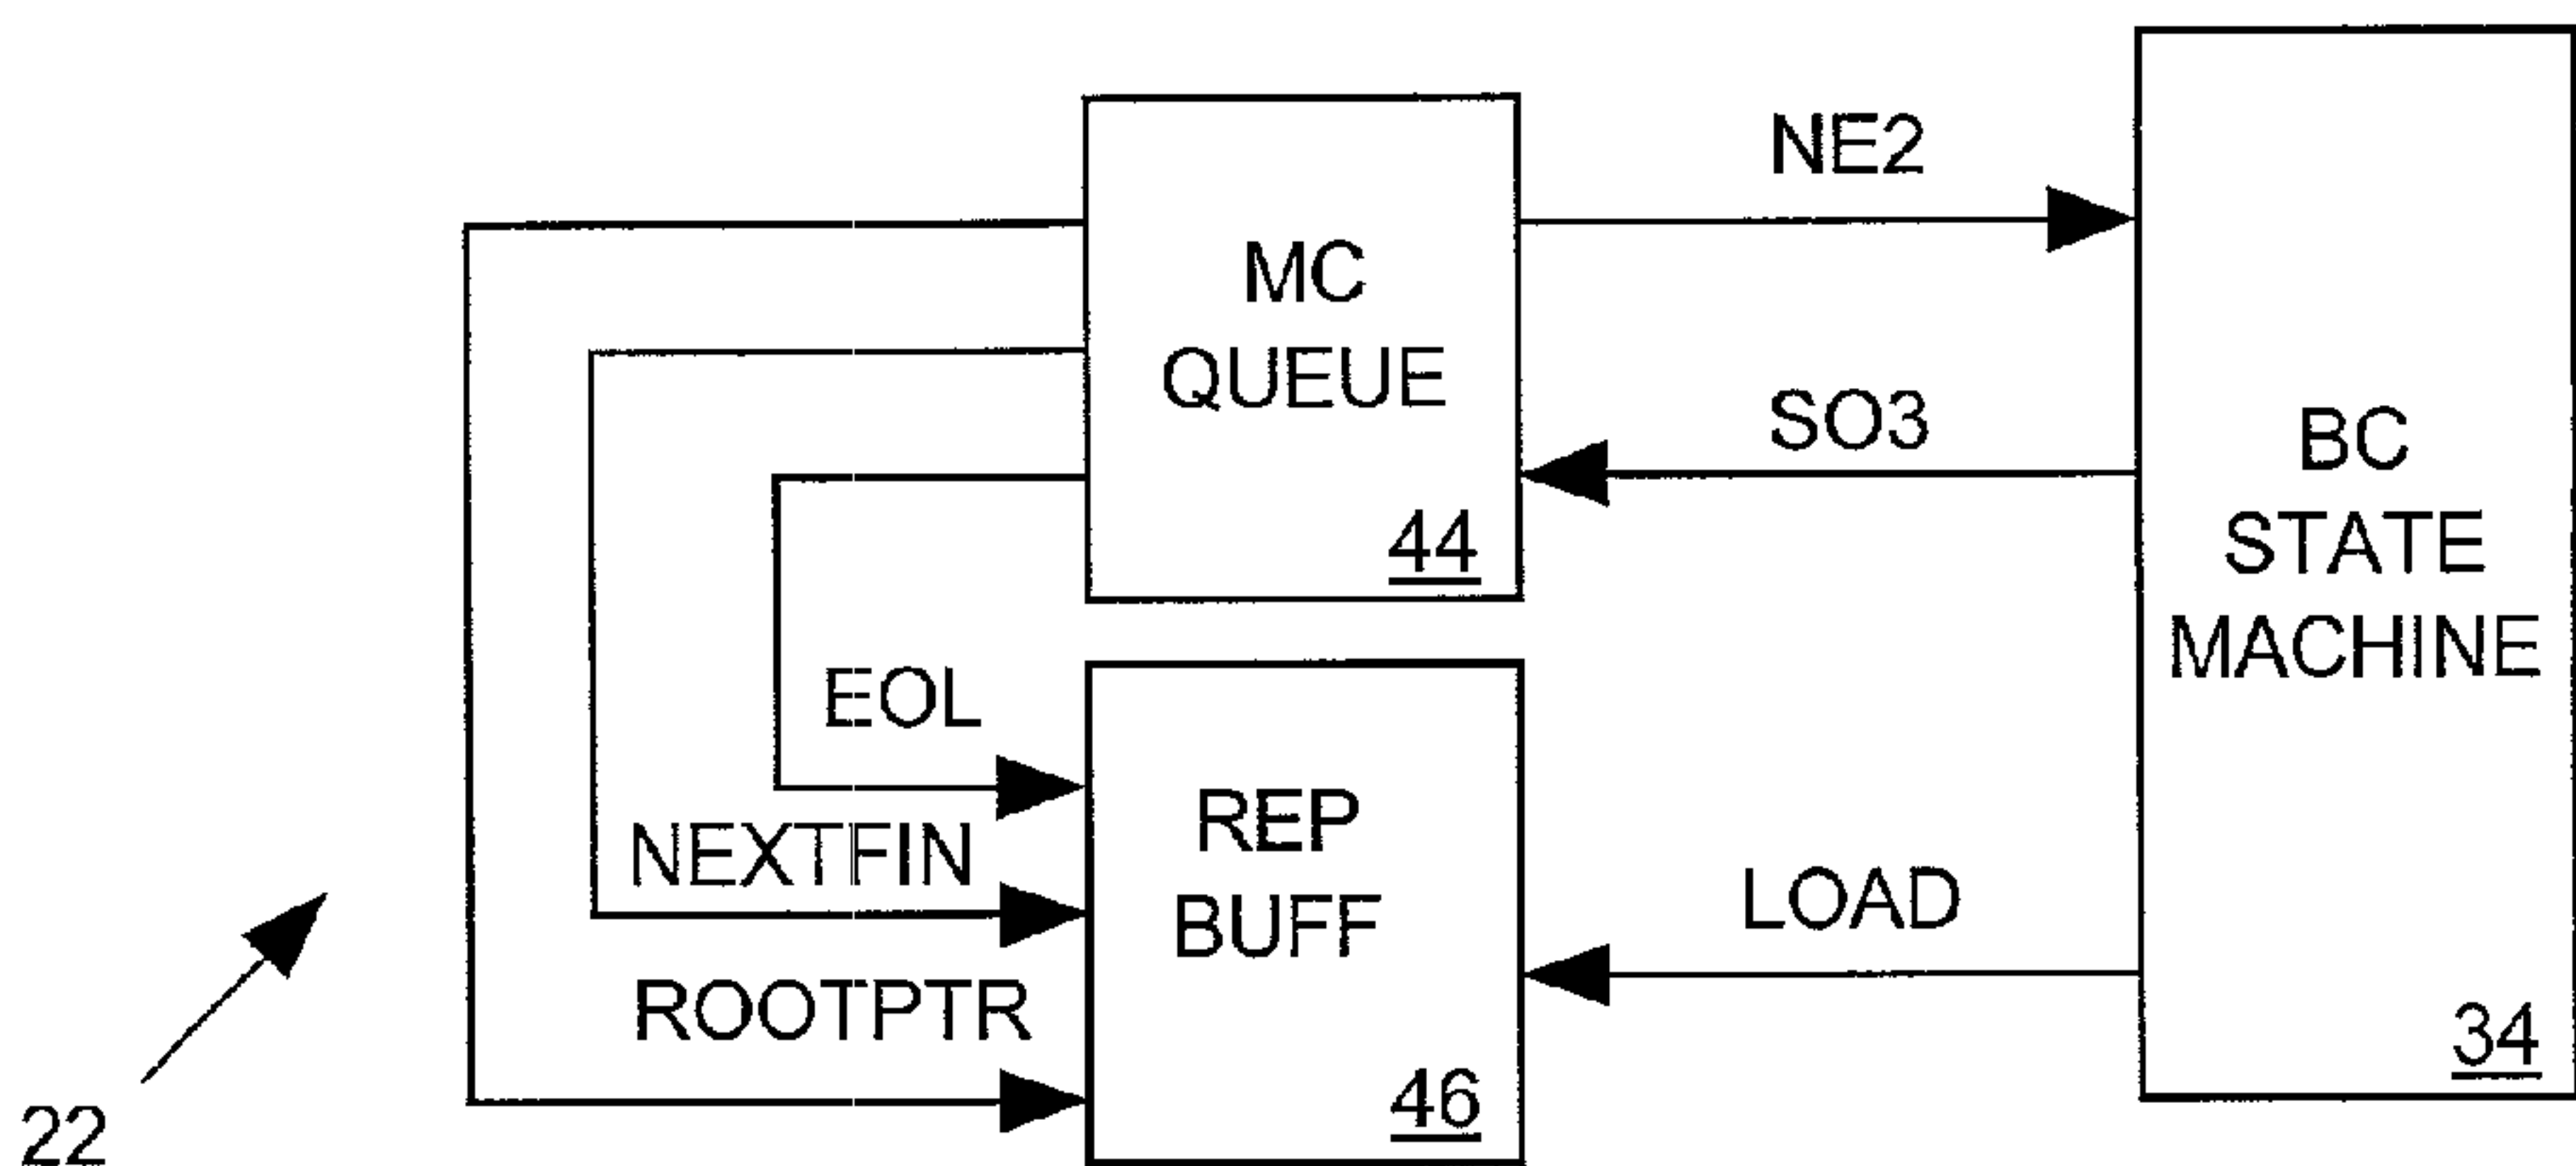 NE2
MC
QUEUE
SO3
44
BC
STATE
MACHINE
EOL
REP
BUFF
NEXTFIN
LOAD
ROOTPTR
46
34
22